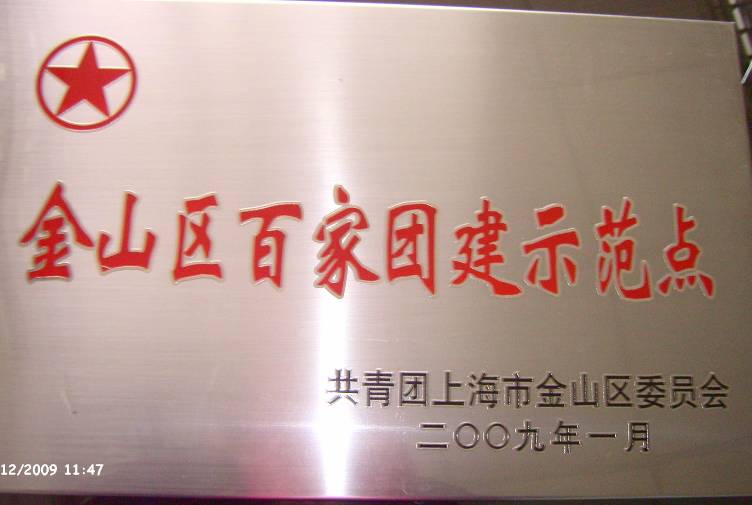 金山区百家团建示范点
共青团上海市金山区委员会
二〇〇九年一月
12/2009 11:47